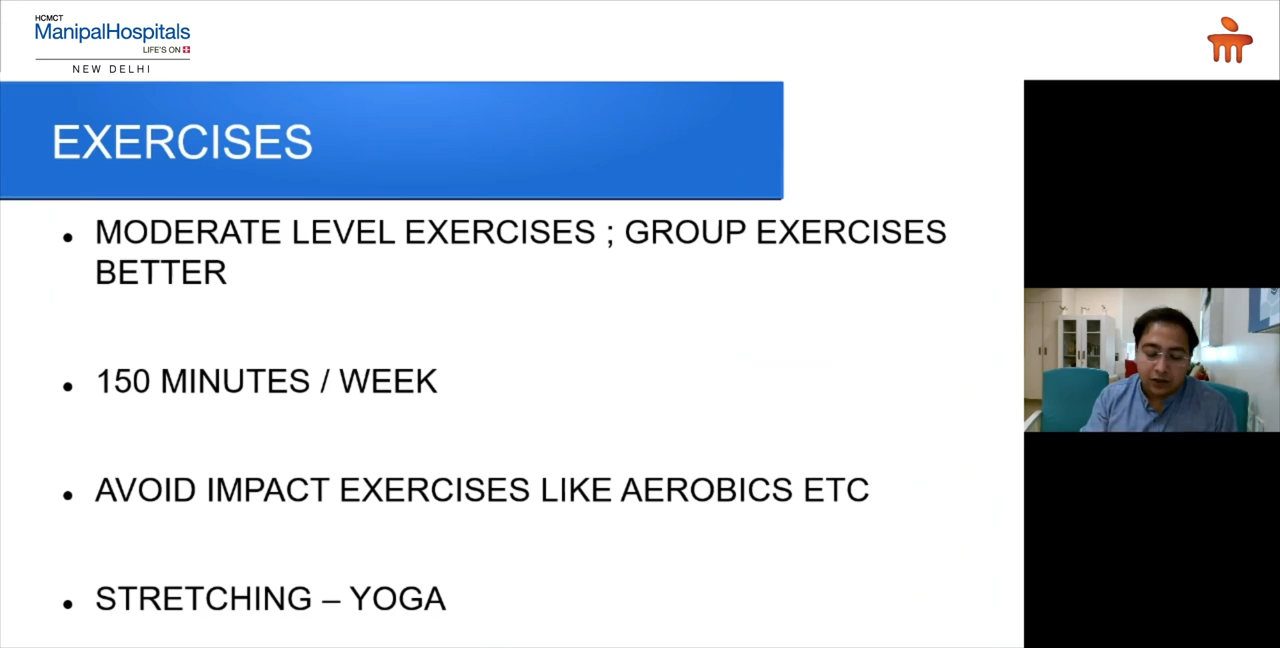 HCMCT
ManipalHospitals
LIFE'S ON
NEW DELHI
EXERCISES
MODERATE LEVEL EXERCISES ; GROUP EXERCISES
BETTER
150 MINUTES / WEEK
AVOID IMPACT EXERCISES LIKE AEROBICS ETC
STRETCHING – YOGA